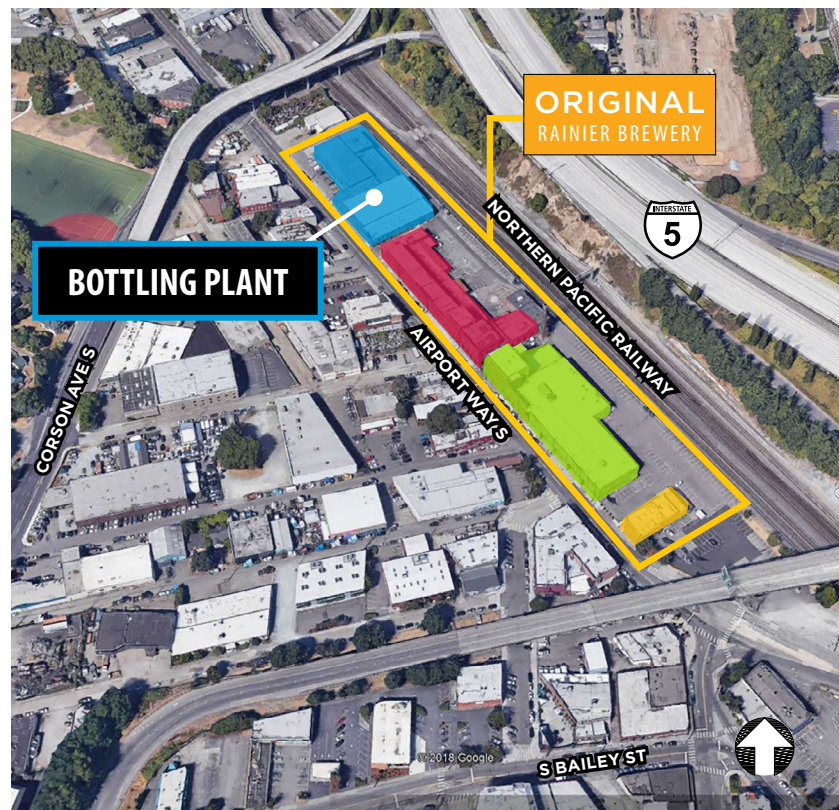 ORIGINAL
RAINIER BREWERY
INTERSTATE
5
NORTHERN PACIFIC RAILWAY
BOTTLING PLANT
AIRPORT WAY S
CORSON AVE S
© 2018 Google
S BAILEY ST